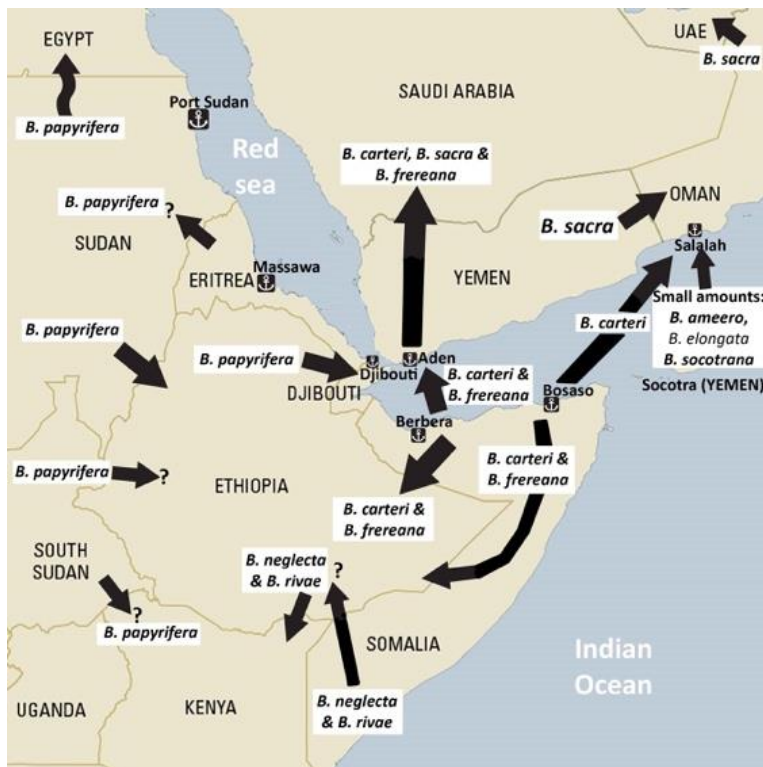 EGYPT
UAE
B. sacra
SAUDI ARABIA
Port Sudan
B. papyrifera
Red
sea
B. carteri, B. sacra &
B. frereana
B. papyrifera
?
OMAN
B. sacra
SUDAN
Salalah
Massawa
ERITREA
YEMEN
Small amounts:
B. ameero,
B. elongata
B. socotrana
B. carteri
B. papyrifera
B. papyrifera
Aden
Djibouti
DJIBOUTI
B. carteri &
B. frereana
Socotra (YEMEN)
Bosaso
Berbera
B. carteri &
B. frereana
B. papyrifera
?
ETHIOPIA
B. carteri &
B. frereana
SOUTH
SUDAN
B. neglecta
& B. rivae
?
?
B. papyrifera
SOMALIA
Indian
Ocean
UGANDA
KENYA
B. neglecta
& B. rivae